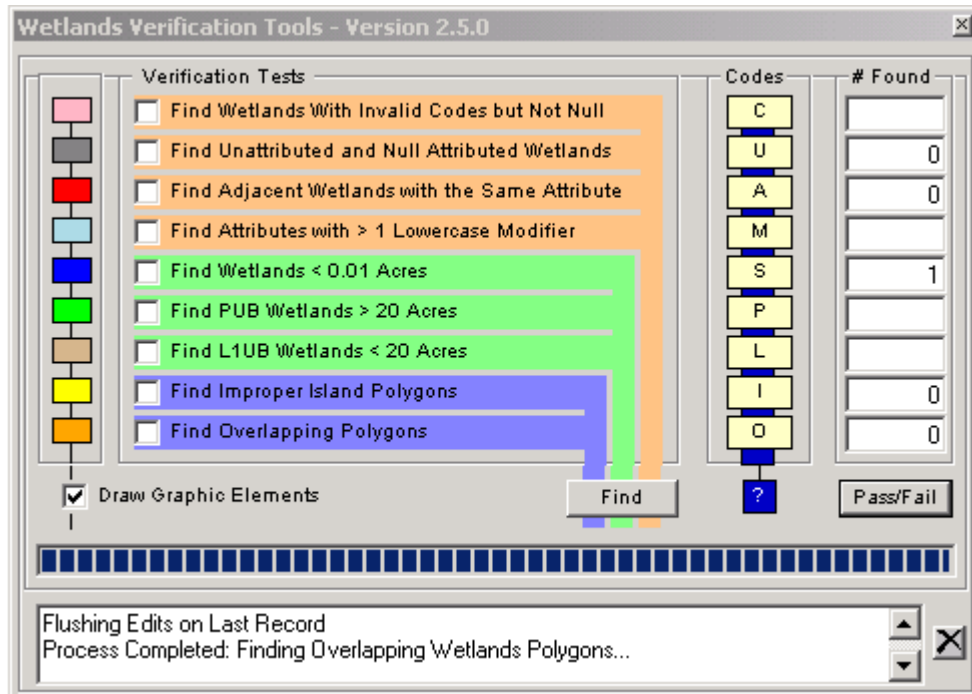 Wetlands Verification Tools - Version 2.5.0
Verification Tests Codes # Found
Find Wetlands With Invalid Codes but Not Null C
Find Unattributed and Null Attributed Wetlands U 0
Find Adjacent Wetlands with the Same Attribute A 0
Find Attributes with > 1 Lowercase Modifier M
Find Wetlands < 0.01 Acres S 1
Find PUB Wetlands > 20 Acres P
Find L1UB Wetlands < 20 Acres L
Find Improper Island Polygons I 0
Find Overlapping Polygons O 0
Draw Graphic Elements Find ? Pass/Fail
Flushing Edits on Last Record
Process Completed: Finding Overlapping Wetlands Polygons...